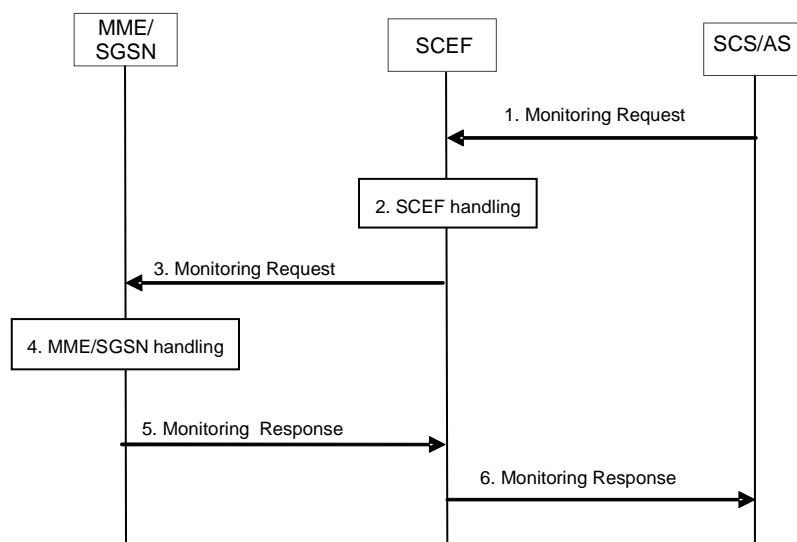 MME/
SGSN
SCEF
SCS/AS
1. Monitoring Request
2. SCEF handling
3. Monitoring Request
4. MME/SGSN handling
5. Monitoring  Response
6. Monitoring Response